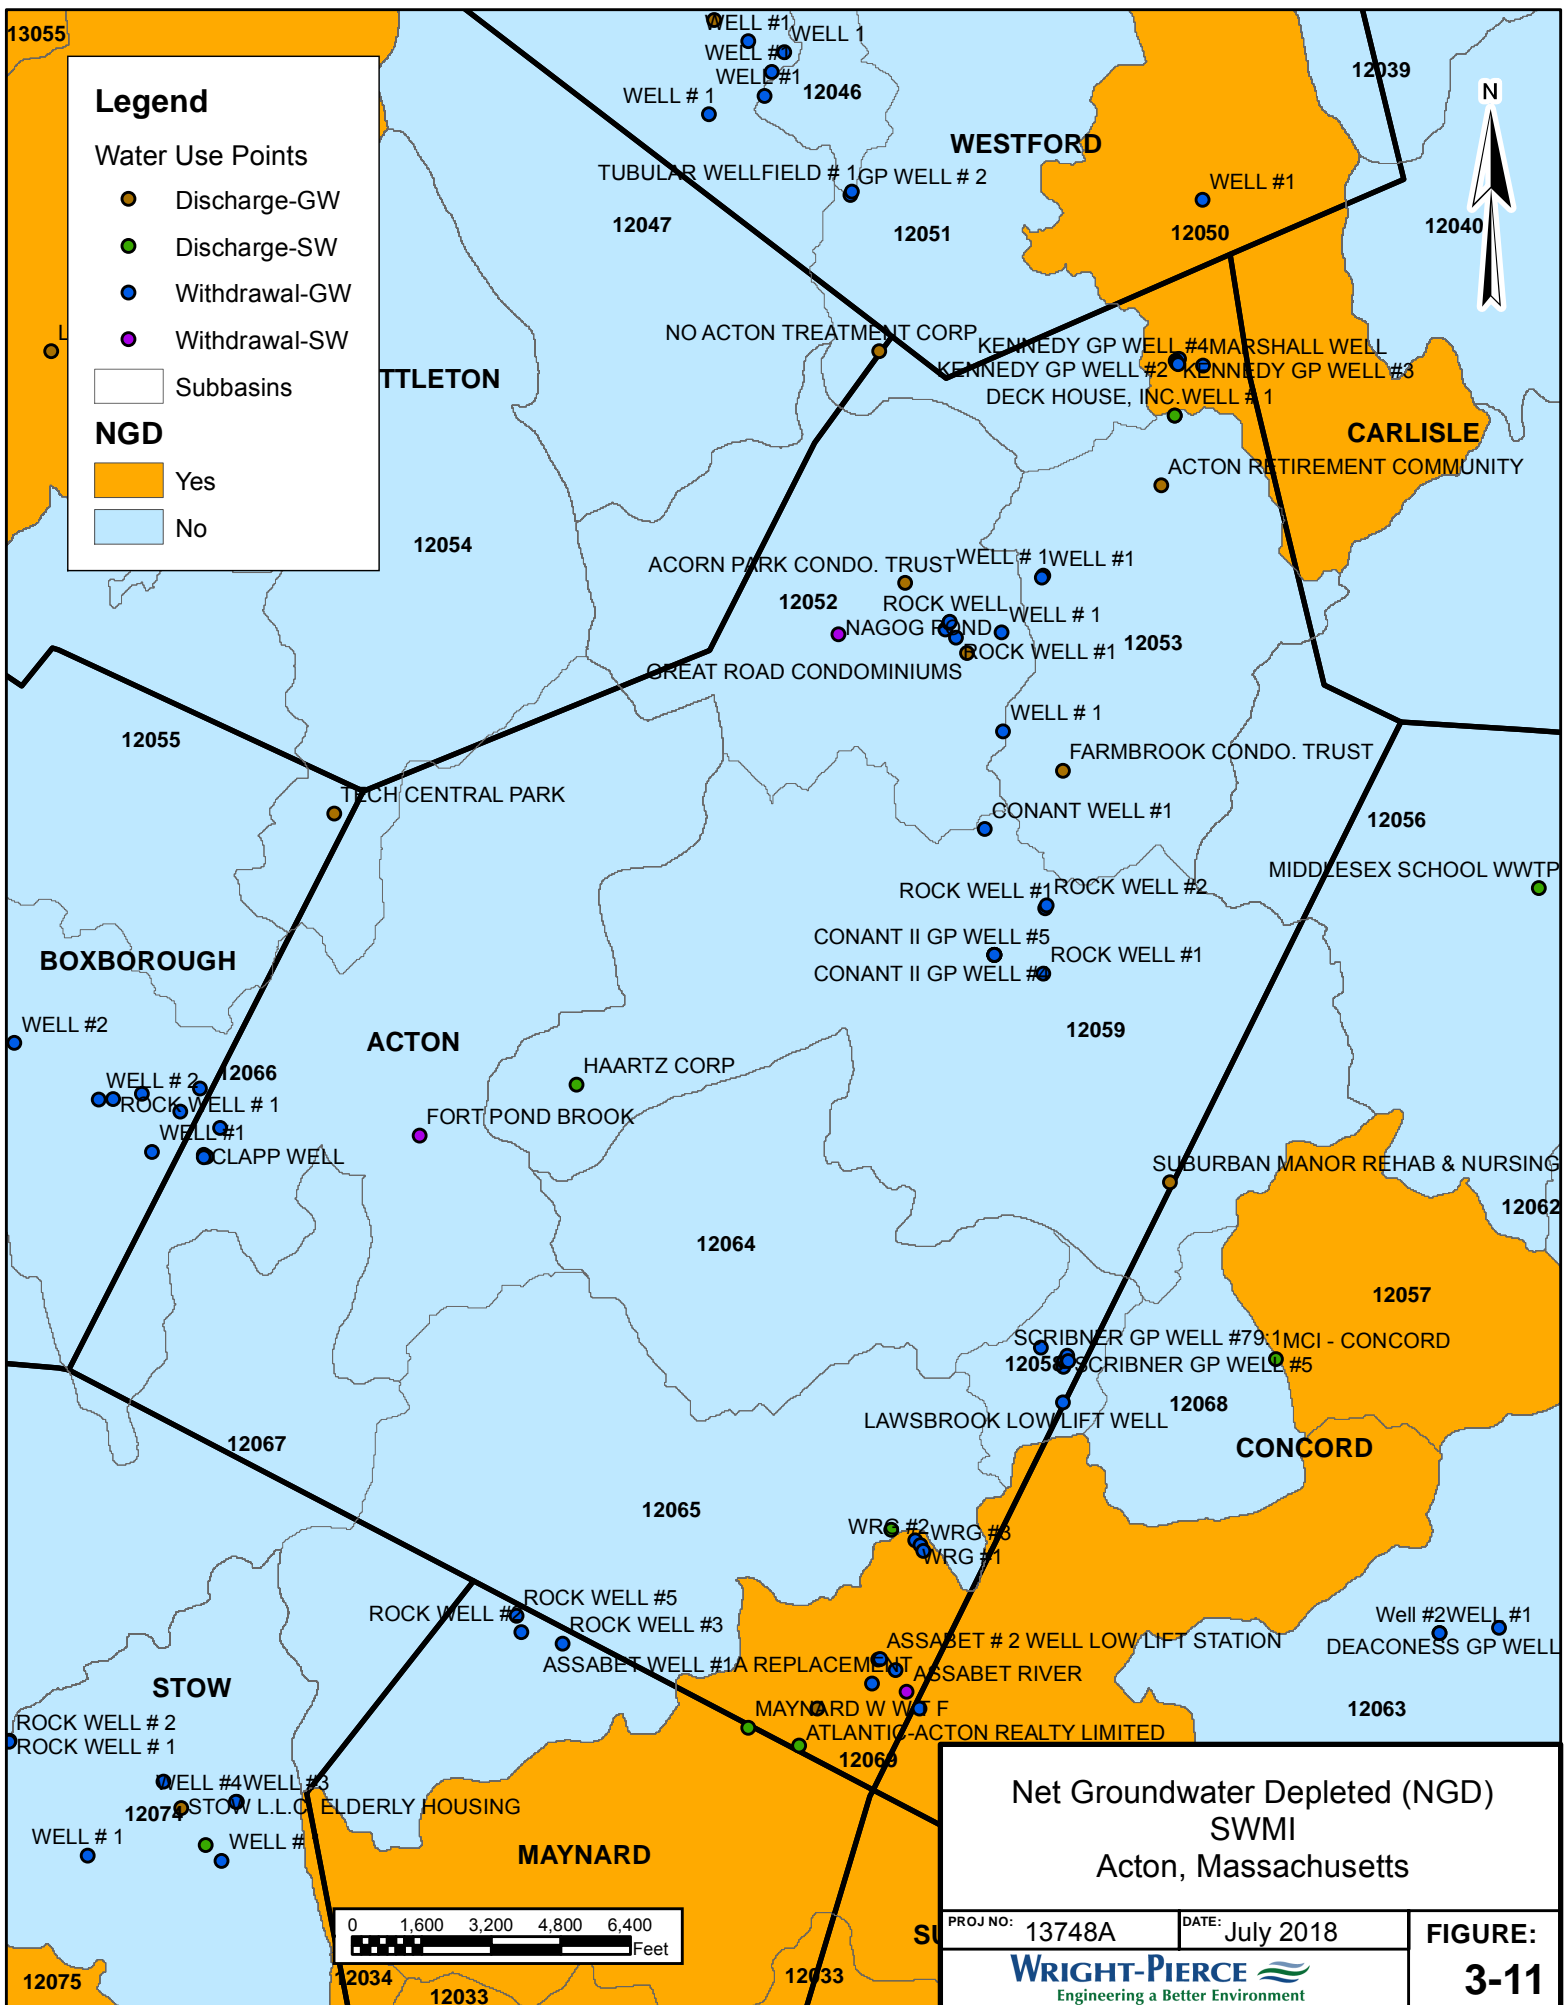 13055
WELL #1
WELL 1
WELL #1
WELL #1
12046
WELL # 1
12039
N
Legend
Water Use Points
Discharge-GW
Discharge-SW
Withdrawal-GW
Withdrawal-SW
Subbasins
NGD
Yes
No
WESTFORD
TUBULAR WELLFIELD # 1
GP WELL # 2
WELL #1
12047
12051
12050
12040
L
TTLETON
NO ACTON TREATMENT CORP
KENNEDY GP WELL #4
MARSHALL WELL
KENNEDY GP WELL #2
KENNEDY GP WELL #3
DECK HOUSE, INC.
WELL # 1
CARLISLE
ACTON RETIREMENT COMMUNITY
12054
ACORN PARK CONDO. TRUST
WELL # 1
WELL #1
12052
ROCK WELL
NAGOG POND
WELL # 1
ROCK WELL #1
12053
GREAT ROAD CONDOMINIUMS
WELL # 1
12055
FARMBROOK CONDO. TRUST
TECH CENTRAL PARK
CONANT WELL #1
12056
MIDDLESEX SCHOOL WWTP
ROCK WELL #1
ROCK WELL #2
BOXBOROUGH
CONANT II GP WELL #5
ROCK WELL #1
CONANT II GP WELL #4
WELL #2
ACTON
12059
12066
HAARTZ CORP
WELL # 2
ROCK WELL # 1
FORT POND BROOK
WELL #1
CLAPP WELL
SUBURBAN MANOR REHAB & NURSING
12062
12064
12057
SCRIBNER GP WELL #79:1
MCI - CONCORD
12058
SCRIBNER GP WELL #5
12068
LAWSBROOK LOW LIFT WELL
12067
CONCORD
12065
WRG #2
WRG #3
WRG #1
ROCK WELL #5
ROCK WELL #2
ROCK WELL #3
Well #2
WELL #1
DEACONESS GP WELL
ASSABET # 2 WELL LOW LIFT STATION
ASSABET WELL #1A REPLACEMENT
ASSABET RIVER
STOW
MAYNARD W W T F
12063
ROCK WELL # 2
ROCK WELL # 1
ATLANTIC-ACTON REALTY LIMITED
12069
WELL #4
WELL #3
12074
STOW L.L.C. ELDERLY HOUSING
WELL # 1
WELL #
MAYNARD
Net Groundwater Depleted (NGD)
SWMI
Acton, Massachusetts
0 1,600 3,200 4,800 6,400
Feet
SU
PROJ NO: 13748A
DATE: July 2018
FIGURE:
3-11
WRIGHT-PIERCE
Engineering a Better Environment
12075
12034
12033
12033